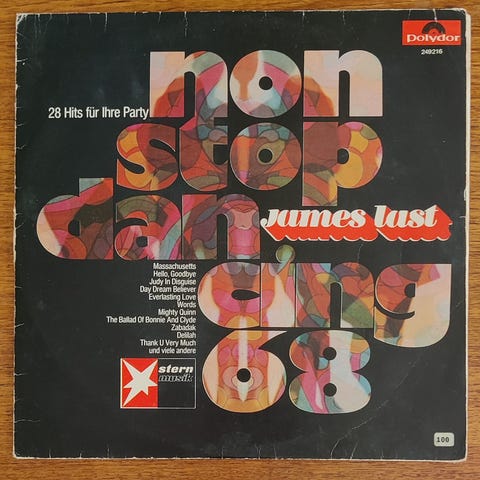 Polydor
249216
non
28 Hits für Ihre Party
stop
dan
james last
cing
68
Massachusetts
Hello, Goodbye
Judy In Disguise
Day Dream Believer
Everlasting Love
Words
Mighty Quinn
The Ballad Of Bonnie And Clyde
Zabadak
Delilah
Thank U Very Much
und viele andere
stern
musik
100